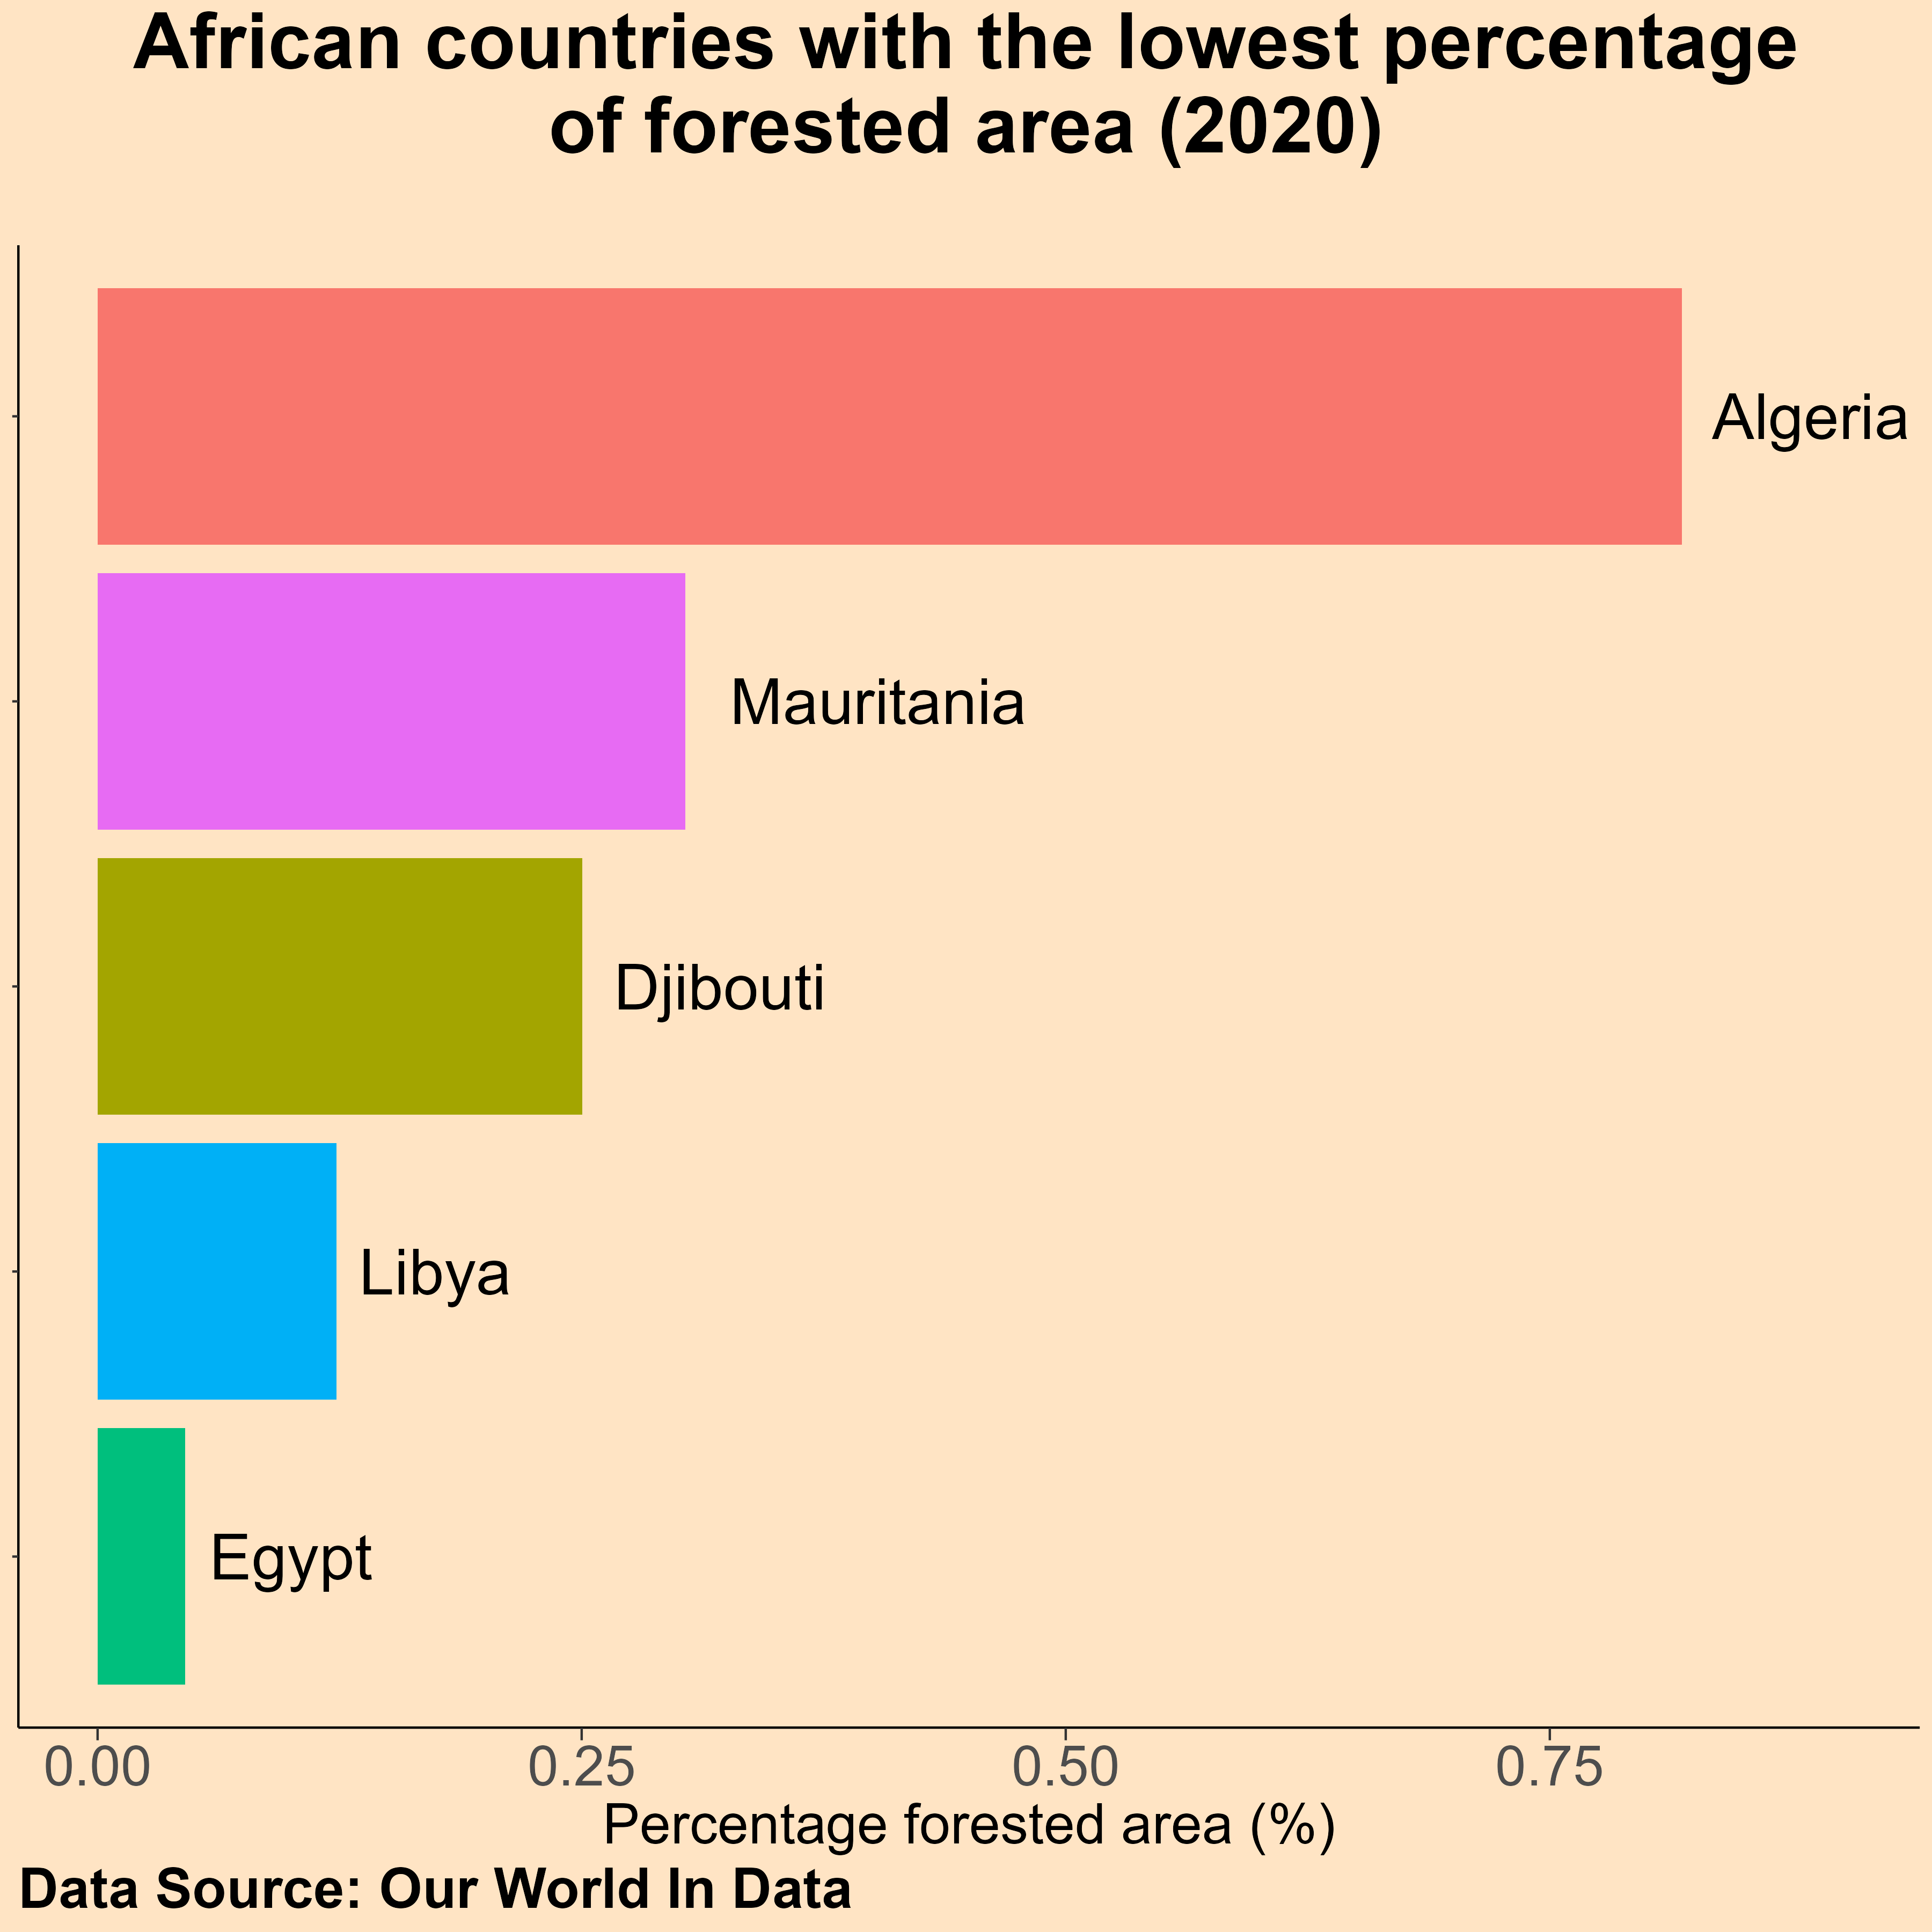 African countries with the lowest percentage
of forested area (2020)
Algeria
Mauritania
Djibouti
Libya
Egypt
0.00 0.25 0.50 0.75
Percentage forested area (%)
Data Source: Our World In Data